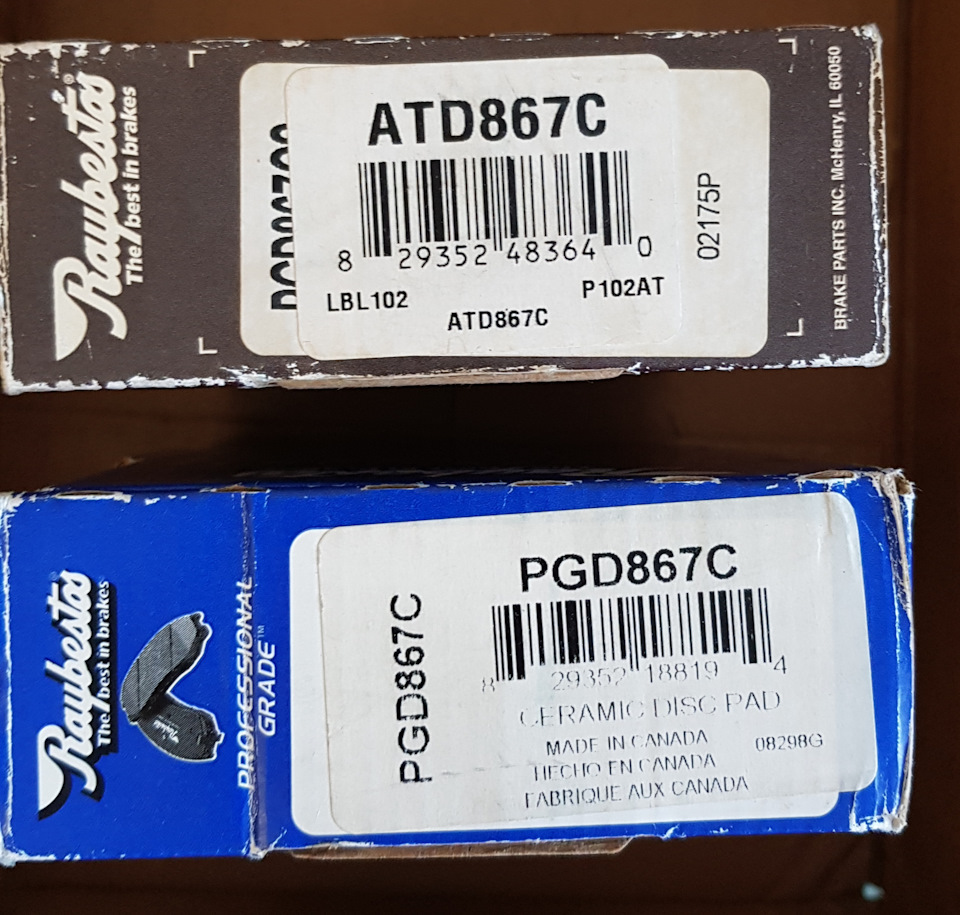 Raybestos®
The best in brakes
ATD867C
8 29352 48364 0
LBL102
P102AT
ATD867C
02175P
BRAKE PARTS INC. McHenry, IL 60050
Raybestos®
The best in brakes
PROFESSIONAL
GRADE™
PGD867C
PGD867C
8 29352 18819 4
CERAMIC DISC PAD
MADE IN CANADA
08298G
HECHO EN CANADA
FABRIQUE AUX CANADA